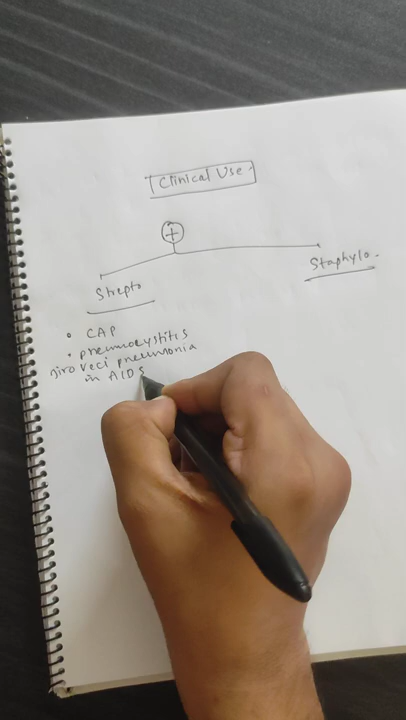 Clinical Use
+
Strepto
Staphylo
• CAP
• pneumocystitis
jiroveci pneumonia
in AIDS